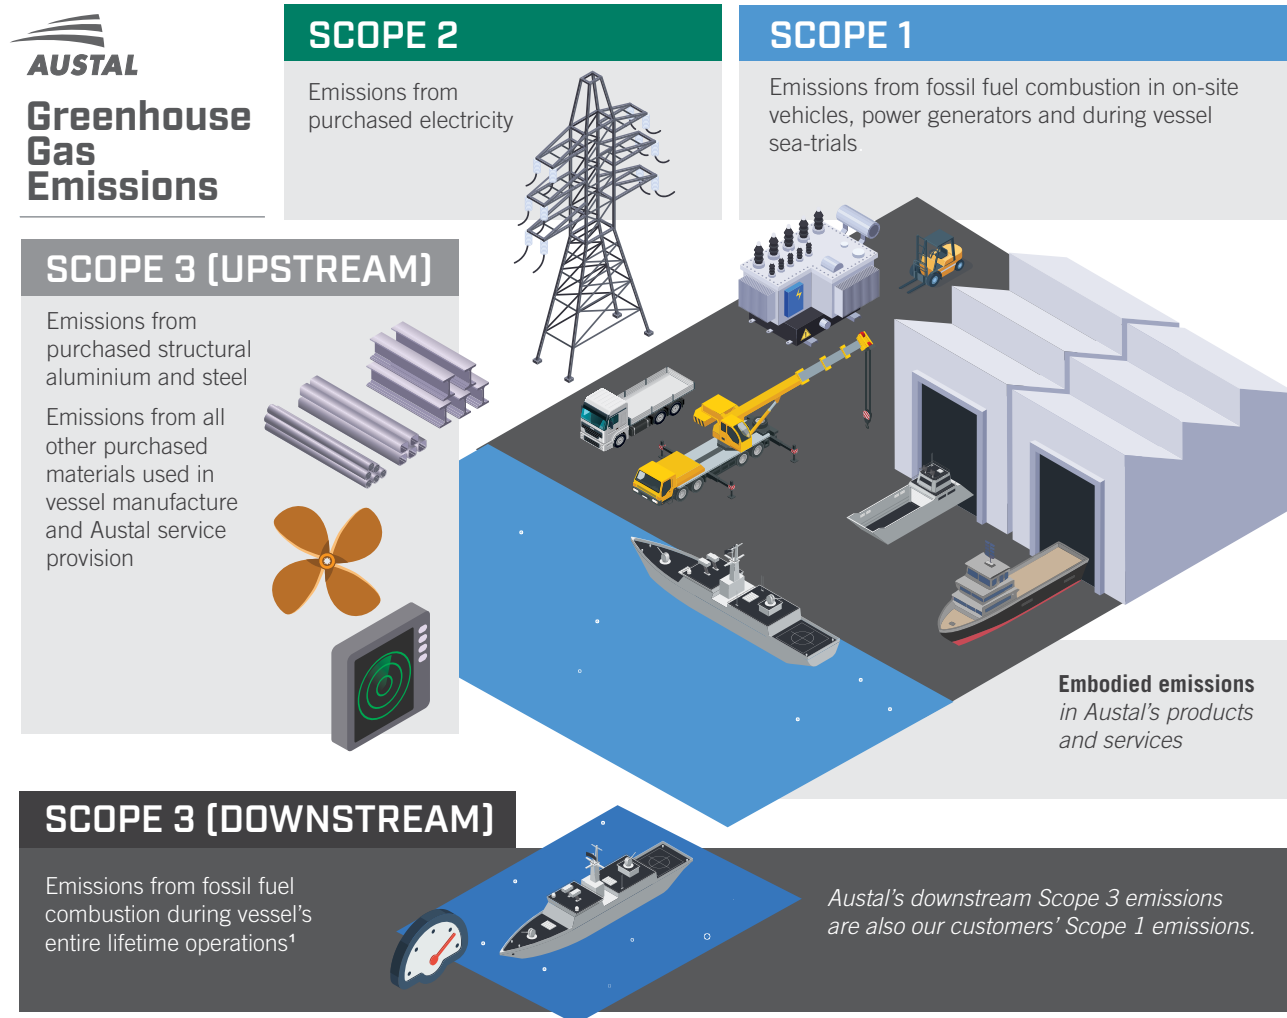 AUSTAL
Greenhouse
Gas
Emissions
SCOPE 2
Emissions from
purchased electricity
SCOPE 1
Emissions from fossil fuel combustion in on-site
vehicles, power generators and during vessel
sea-trials.
SCOPE 3 (UPSTREAM)
Emissions from
purchased structural
aluminium and steel
Emissions from all
other purchased
materials used in
vessel manufacture
and Austal service
provision
Embodied emissions
in Austal's products
and services
SCOPE 3 (DOWNSTREAM)
Emissions from fossil fuel
combustion during vessel's
entire lifetime operations¹
Austal's downstream Scope 3 emissions
are also our customers' Scope 1 emissions.